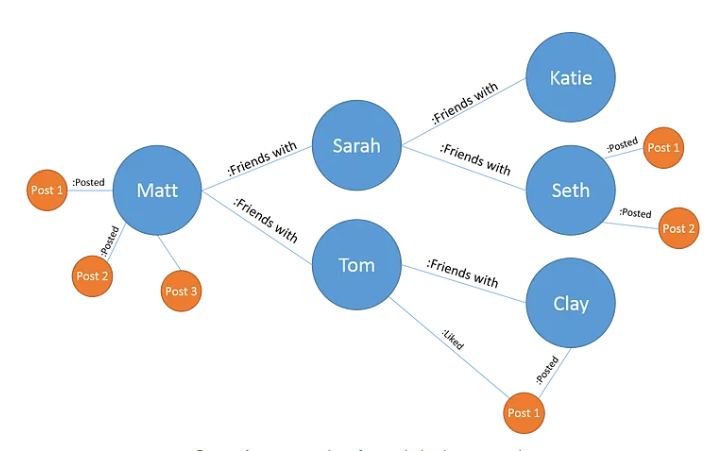 Katie
:Friends with
Sarah
:Friends with
:Friends with
Seth
:Posted
Post 1
:Posted
Post 2
Post 1
:Posted
Matt
:Posted
Post 2
Post 3
:Friends with
Tom
:Friends with
Clay
:Liked
:Posted
Post 1